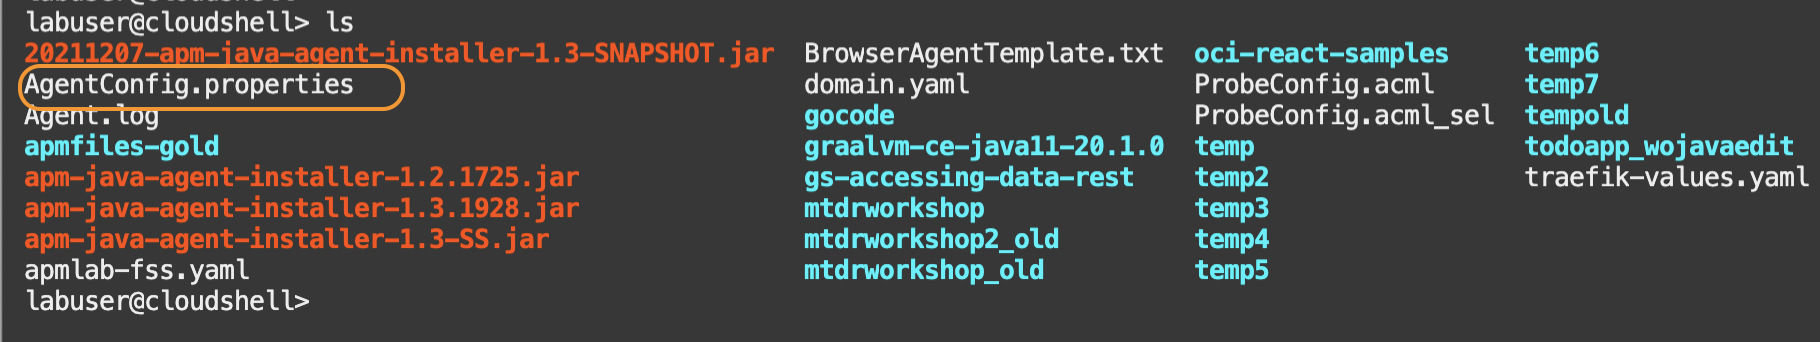 labuser@cloudshell> ls
20211207-apm-java-agent-installer-1.3-SNAPSHOT.jar BrowserAgentTemplate.txt oci-react-samples temp6
AgentConfig.properties domain.yaml ProbeConfig.acml temp7
Agent.log gocode ProbeConfig.acml_sel tempold
apmfiles-gold graalvm-ce-java11-20.1.0 temp todoapp_wojavaedit
apm-java-agent-installer-1.2.1725.jar gs-accessing-data-rest temp2 traefik-values.yaml
apm-java-agent-installer-1.3.1928.jar mtdrworkshop temp3
apm-java-agent-installer-1.3-SS.jar mtdrworkshop2_old temp4
apmlab-fss.yaml mtdrworkshop_old temp5
labuser@cloudshell>